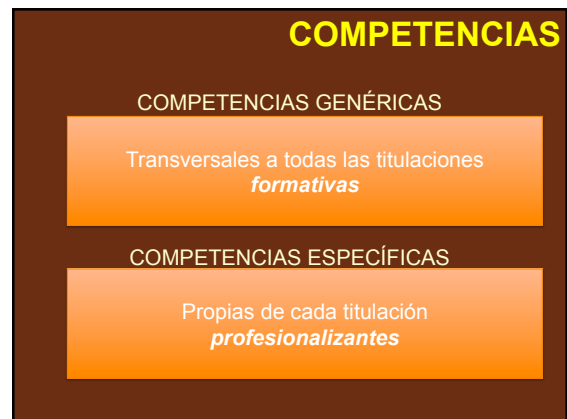 COMPETENCIAS
COMPETENCIAS GENÉRICAS
Transversales a todas las titulaciones
formativas
COMPETENCIAS ESPECÍFICAS
Propias de cada titulación
profesionalizantes